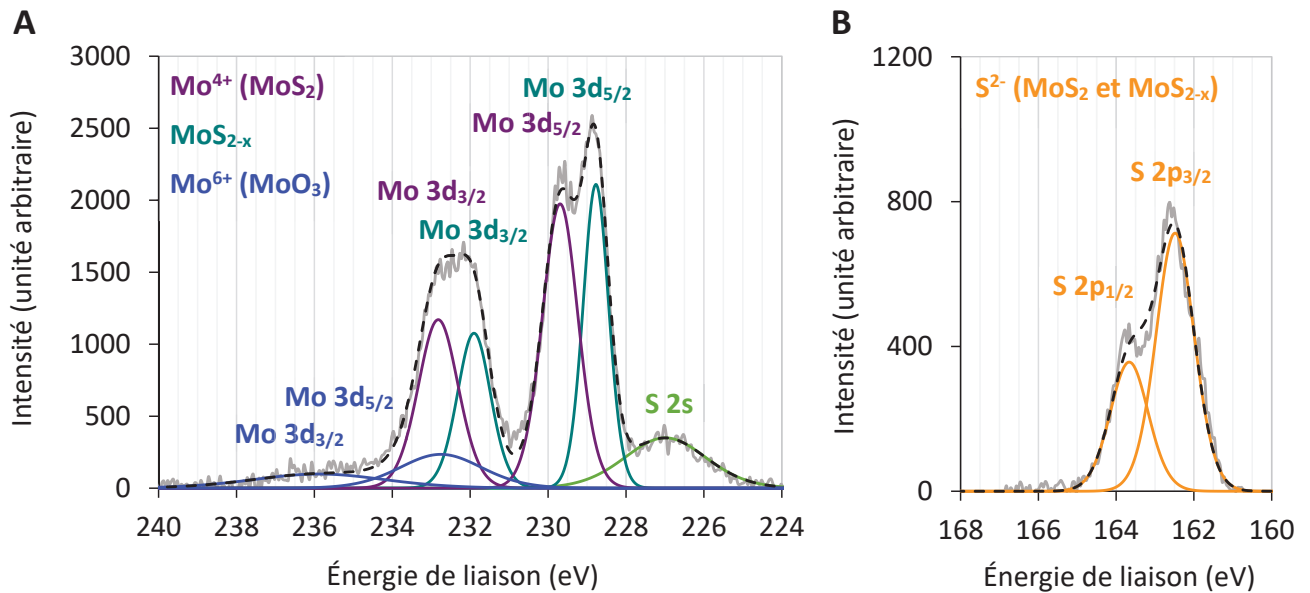 A
3000
2500
2000
1500
1000
500
0
Intensité (unité arbitraire)
Mo⁴⁺ (MoS₂)
MoS₂₋ₓ
Mo⁶⁺ (MoO₃)
Mo 3d₅/₂
Mo 3d₅/₂
Mo 3d₃/₂
Mo 3d₃/₂
Mo 3d₅/₂
Mo 3d₃/₂
S 2s
240 238 236 234 232 230 228 226 224
Énergie de liaison (eV)
B
1200
800
400
0
Intensité (unité arbitraire)
S²⁻ (MoS₂ et MoS₂₋ₓ)
S 2p₃/₂
S 2p₁/₂
168 166 164 162 160
Énergie de liaison (eV)